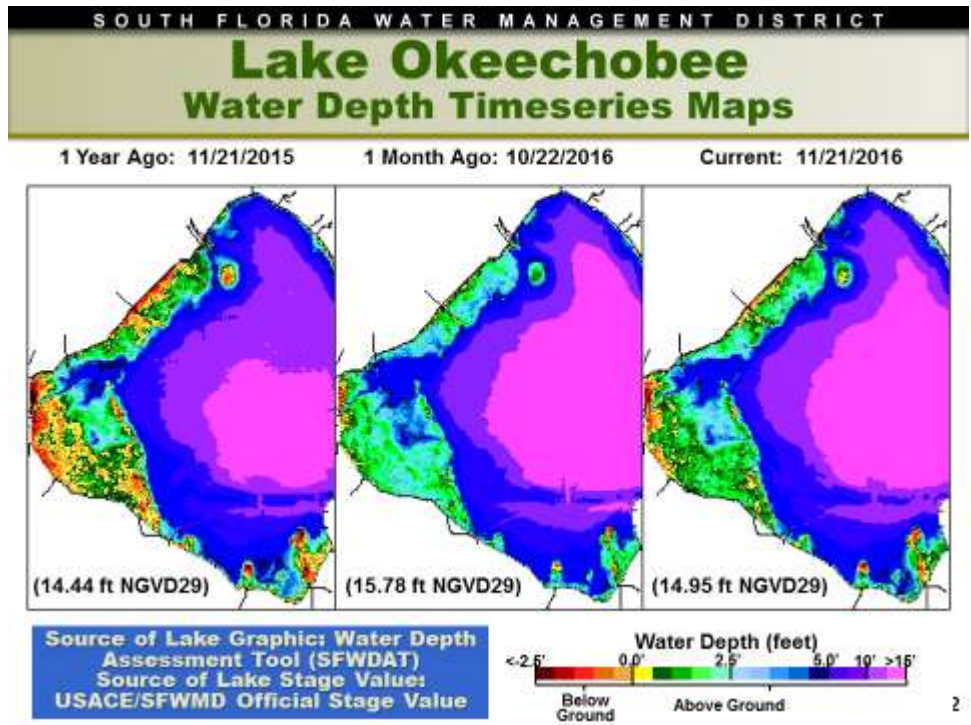 SOUTH FLORIDA WATER MANAGEMENT DISTRICT
Lake Okeechobee
Water Depth Timeseries Maps
1 Year Ago: 11/21/2015
1 Month Ago: 10/22/2016
Current: 11/21/2016
(14.44 ft NGVD29)
(15.78 ft NGVD29)
(14.95 ft NGVD29)
Source of Lake Graphic: Water Depth
Assessment Tool (SFWDAT)
Source of Lake Stage Value:
USACE/SFWMD Official Stage Value
Water Depth (feet)
<-2.5' 0.0' 2.5' 5.0' 10' >15'
Below
Ground
Above Ground
2